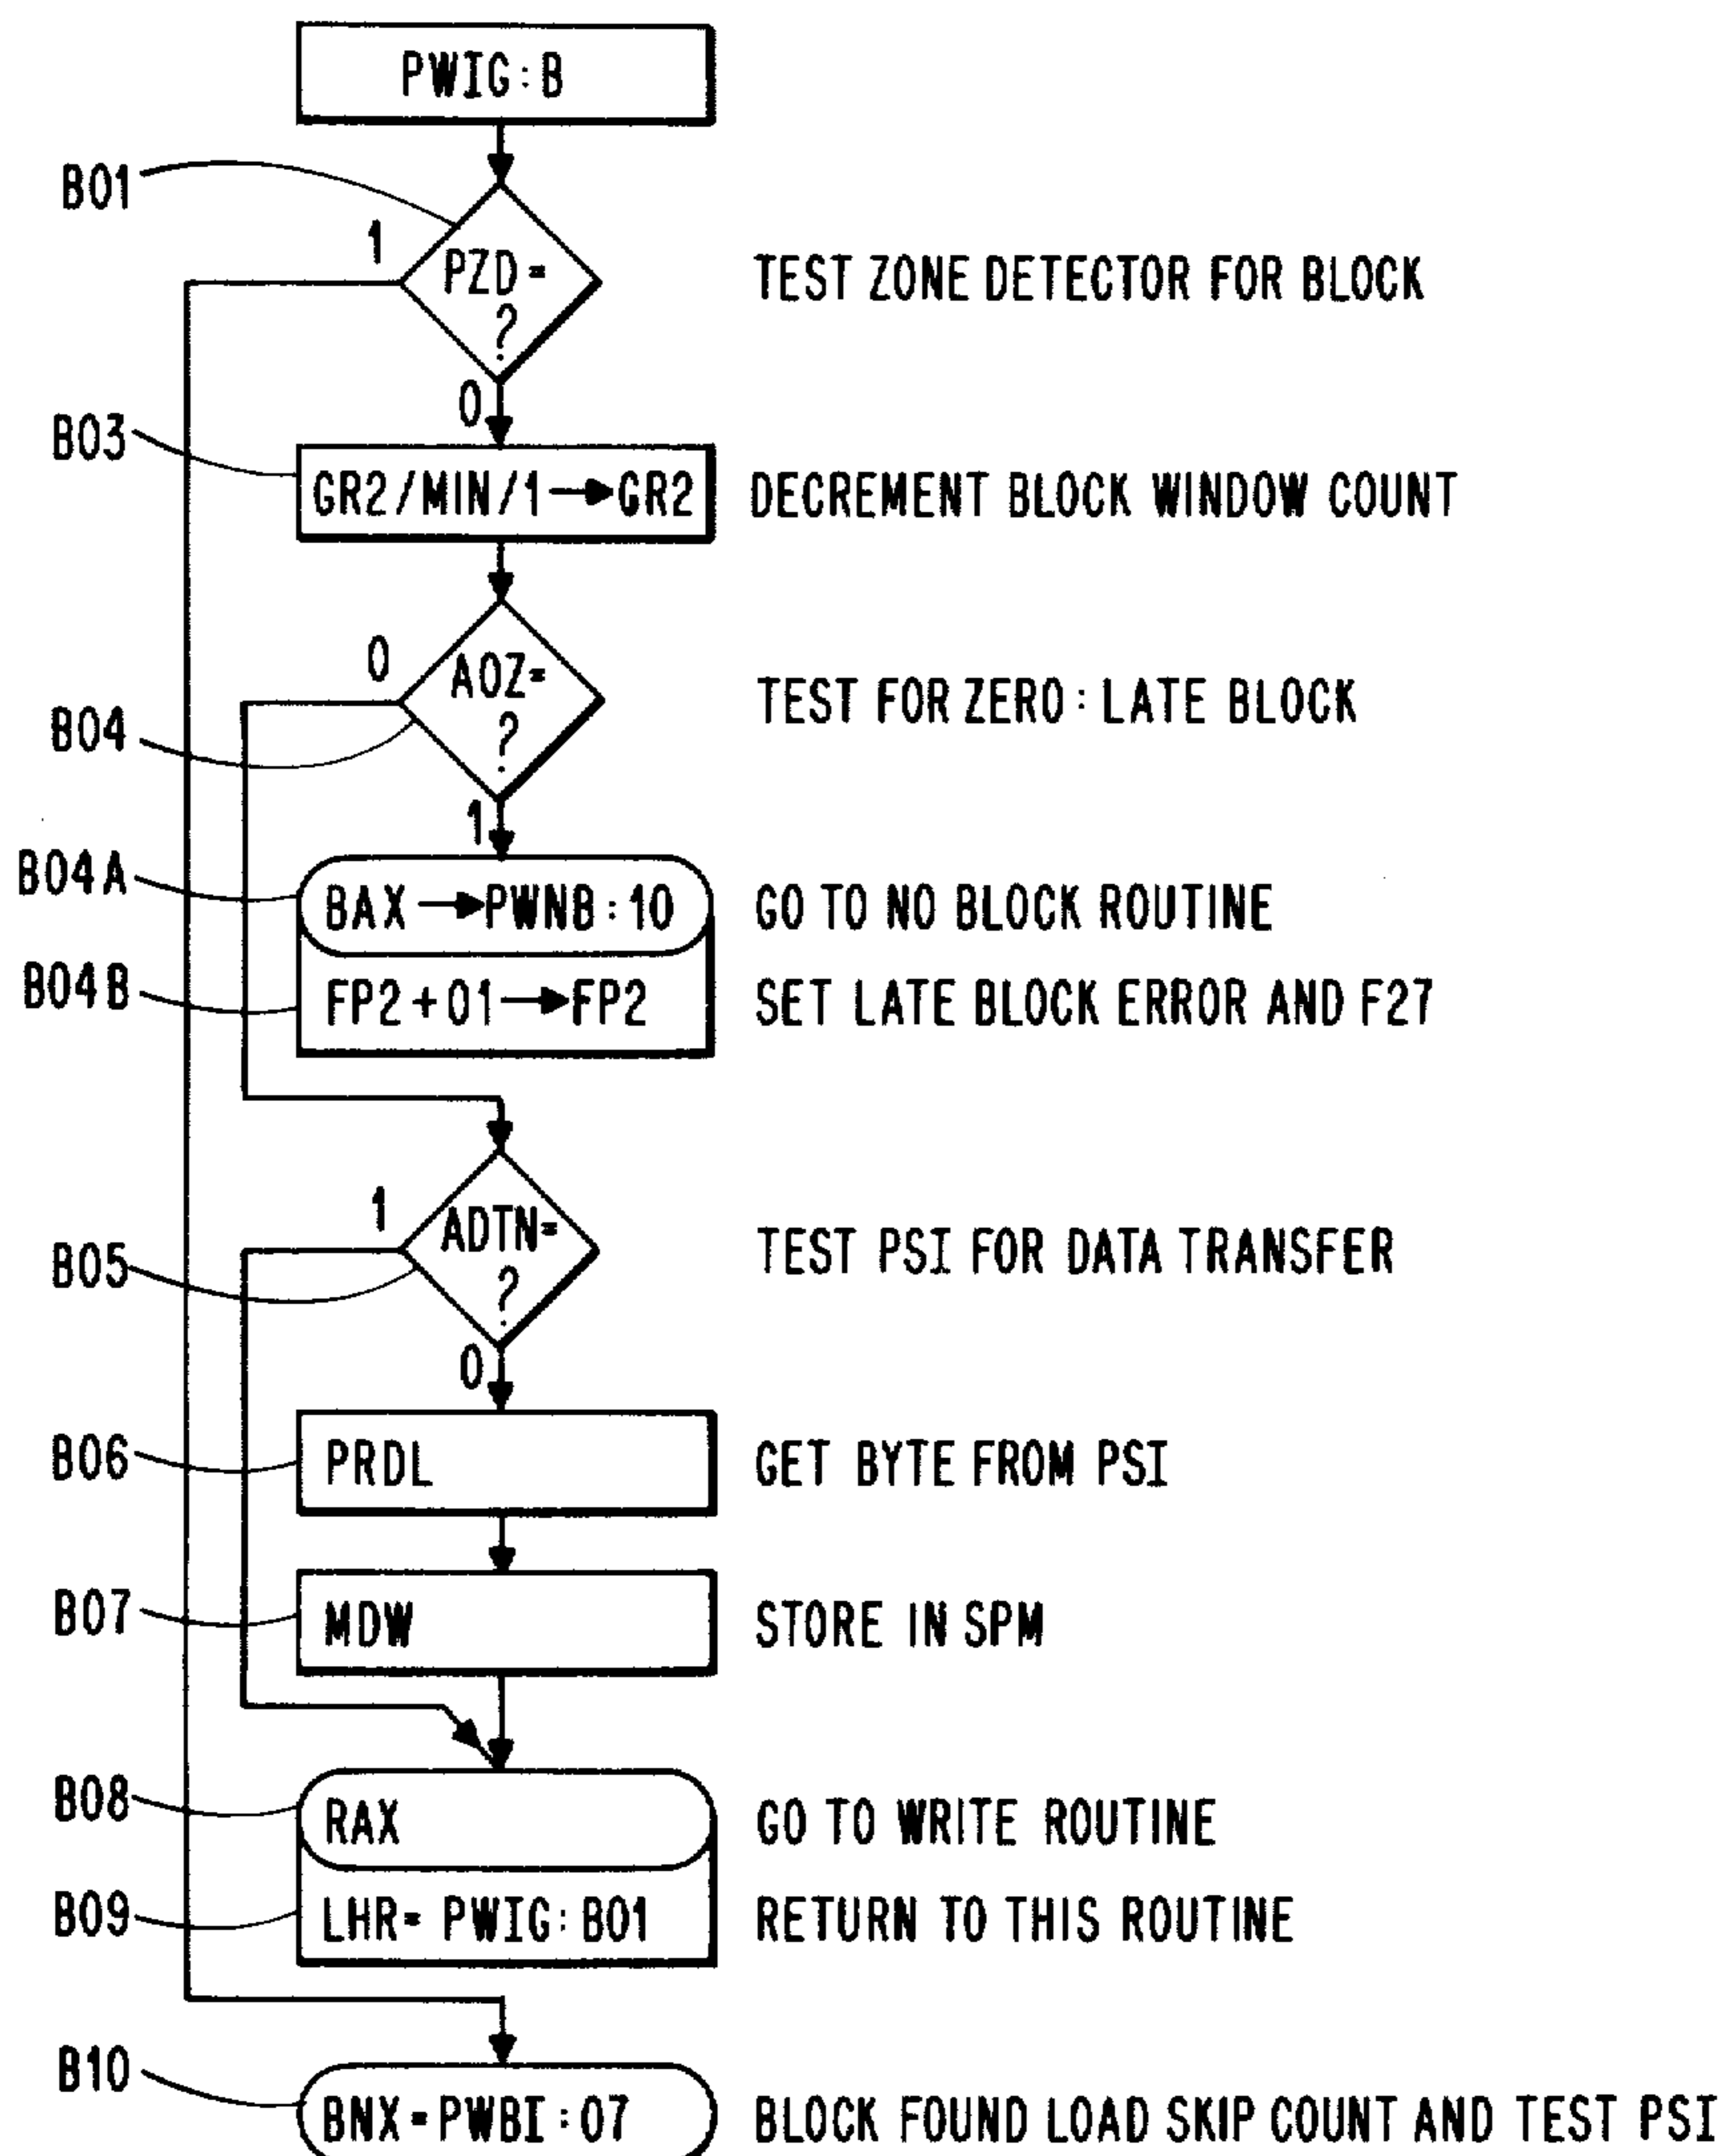 PWIG:B
B01
1
PZD=
?
TEST ZONE DETECTOR FOR BLOCK
0
B03
GR2/MIN/1→GR2
DECREMENT BLOCK WINDOW COUNT
0
AOZ=
?
TEST FOR ZERO: LATE BLOCK
B04
1
B04A
BAX→PWNB:10
GO TO NO BLOCK ROUTINE
B04B
FP2+01→FP2
SET LATE BLOCK ERROR AND F27
1
ADTN=
?
TEST PSI FOR DATA TRANSFER
B05
0
B06
PRDL
GET BYTE FROM PSI
B07
MDW
STORE IN SPM
B08
RAX
GO TO WRITE ROUTINE
B09
LHR= PWIG:B01
RETURN TO THIS ROUTINE
B10
BNX=PWBI:07
BLOCK FOUND LOAD SKIP COUNT AND TEST PSI